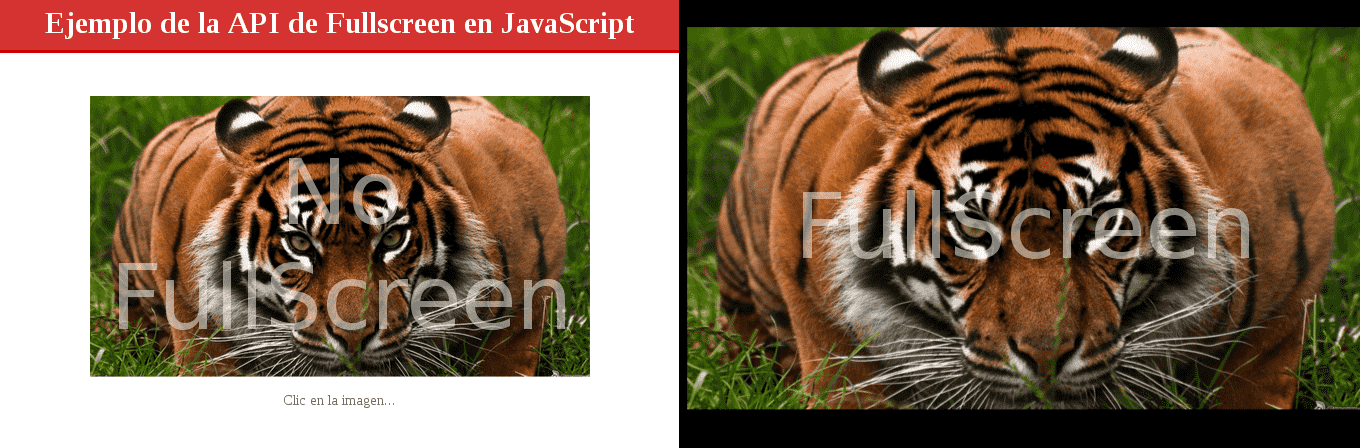 Ejemplo de la API de Fullscreen en JavaScript
No
FullScreen
Clic en la imagen...
FullScreen